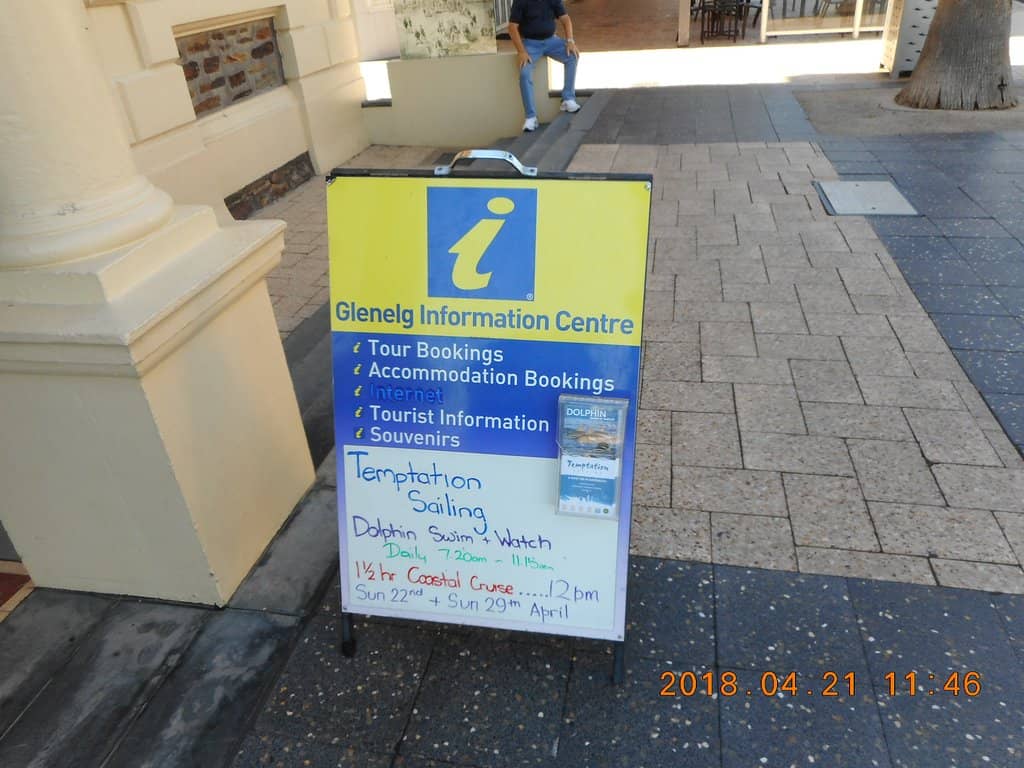 i
Glenelg Information Centre
i Tour Bookings
i Accommodation Bookings
i Internet
i Tourist Information
i Souvenirs
DOLPHIN
Temptation
Temptation
Sailing
Dolphin Swim + Watch
Daily 7.20am - 11.15am
1½ hr Coastal Cruise.....12pm
Sun 22nd + Sun 29th April
2018.04.21 11:46